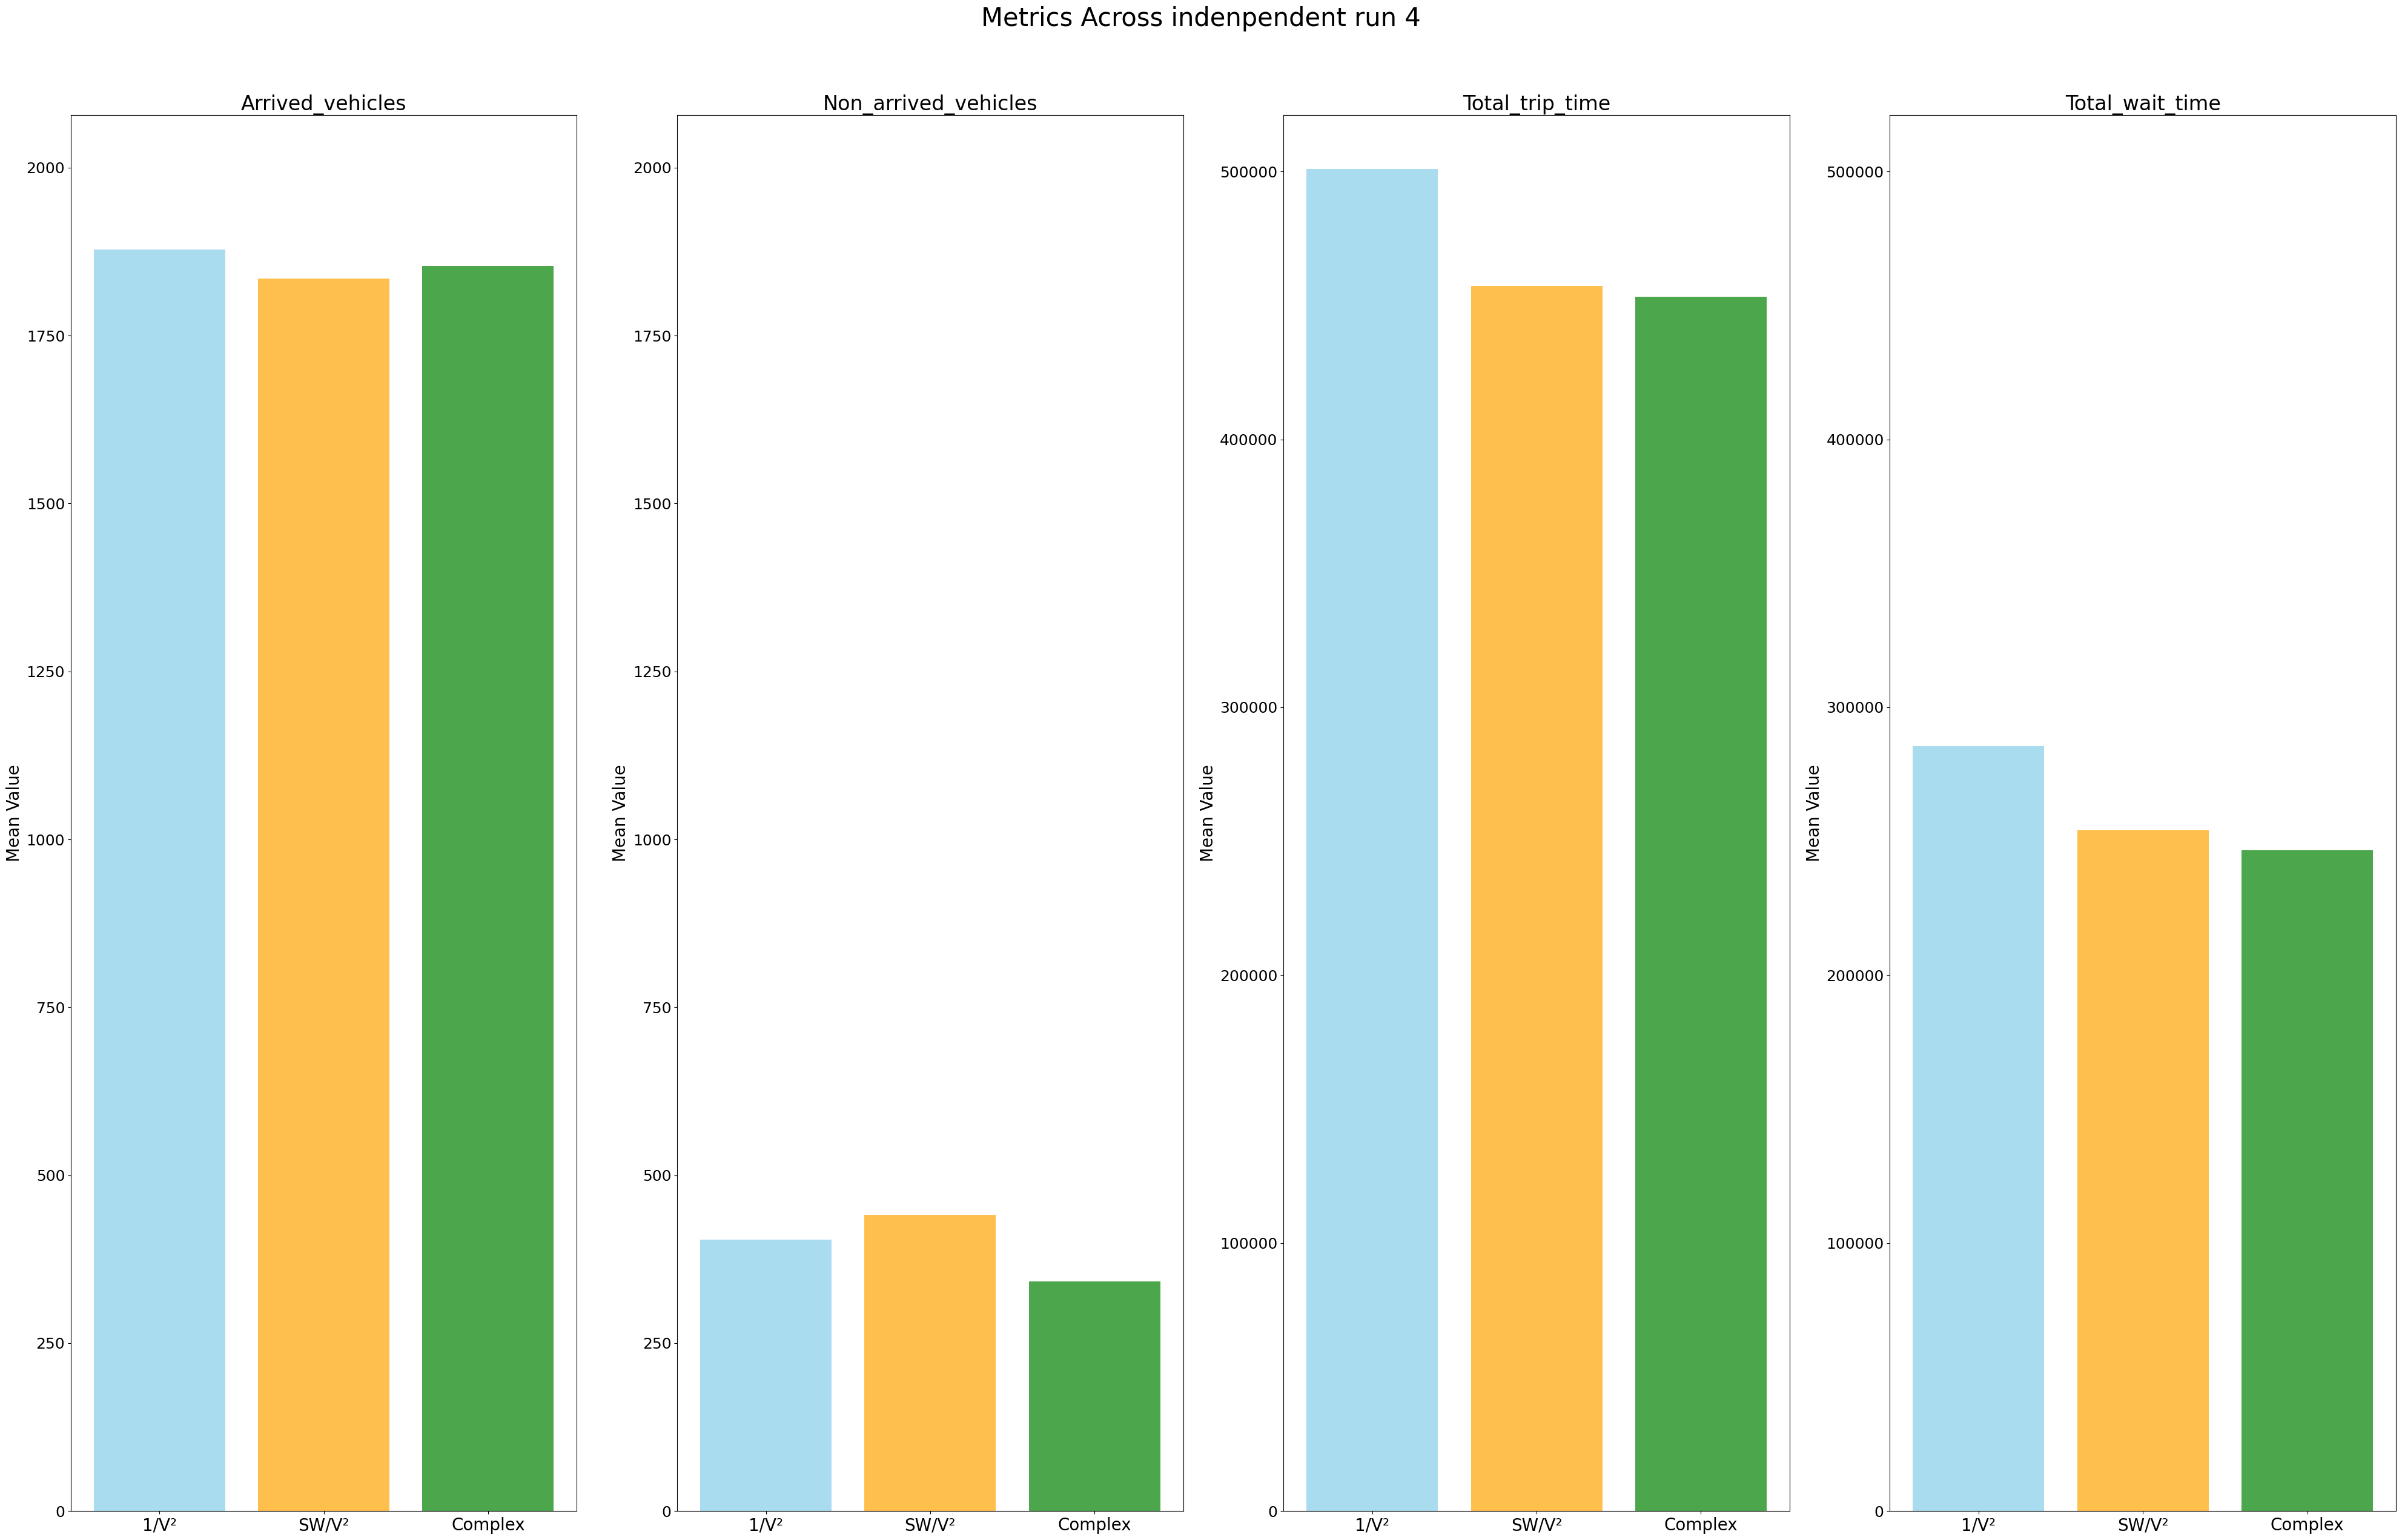 Metrics Across indenpendent run 4
Arrived_vehicles
Mean Value
2000
1750
1500
1250
1000
750
500
250
0
1/V²
SW/V²
Complex
Non_arrived_vehicles
Mean Value
2000
1750
1500
1250
1000
750
500
250
0
1/V²
SW/V²
Complex
Total_trip_time
Mean Value
500000
400000
300000
200000
100000
0
1/V²
SW/V²
Complex
Total_wait_time
Mean Value
500000
400000
300000
200000
100000
0
1/V²
SW/V²
Complex